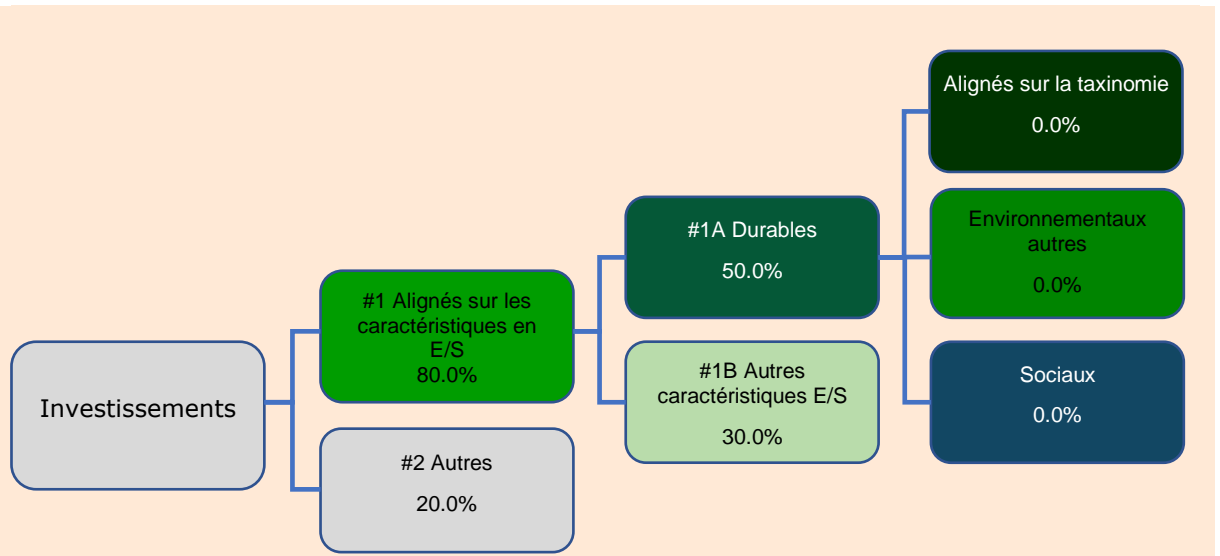 Investissements
#1 Alignés sur les
caractéristiques en
E/S
80.0%
#2 Autres
20.0%
#1A Durables
50.0%
#1B Autres
caractéristiques E/S
30.0%
Alignés sur la taxinomie
0.0%
Environnementaux
autres
0.0%
Sociaux
0.0%